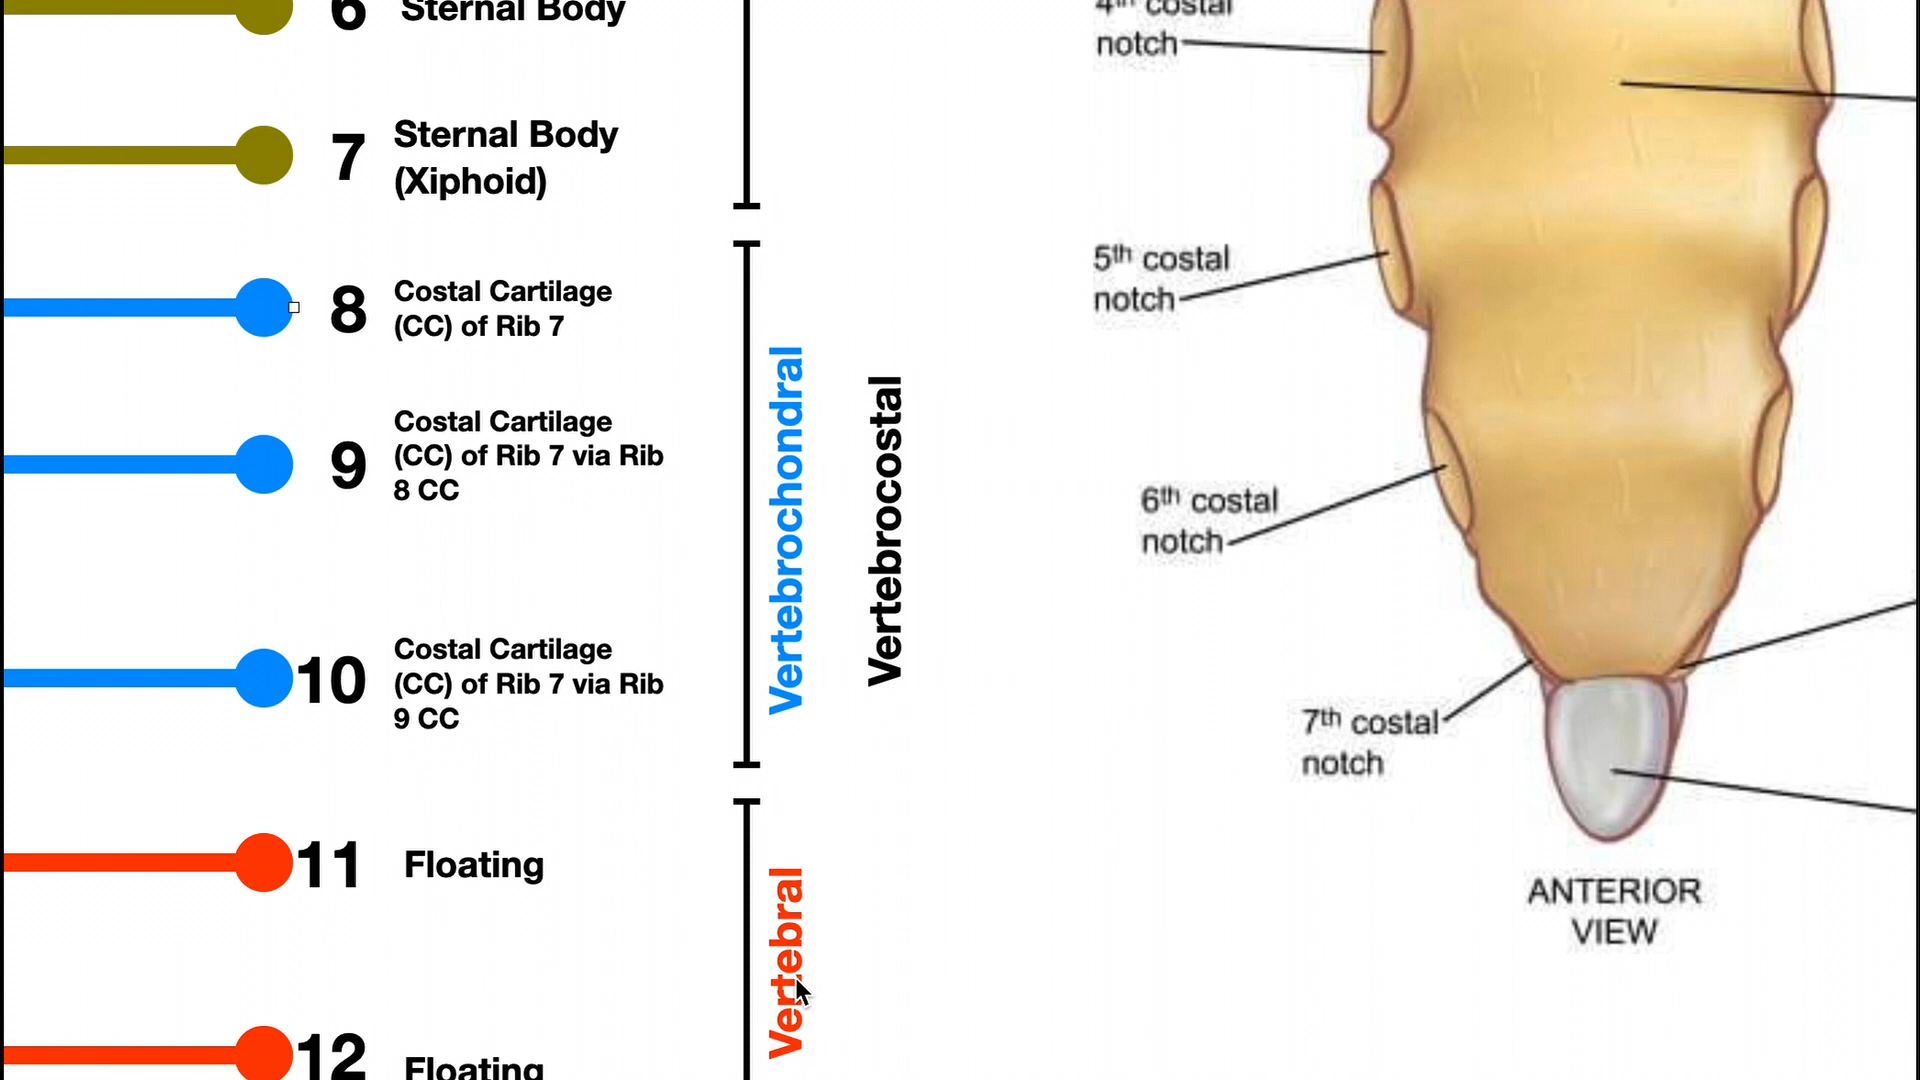 6 Sternal Body
7 Sternal Body
(Xiphoid)
8 Costal Cartilage
(CC) of Rib 7
9 Costal Cartilage
(CC) of Rib 7 via Rib
8 CC
10 Costal Cartilage
(CC) of Rib 7 via Rib
9 CC
11 Floating
12 Floating
Vertebrochondral
Vertebrocostal
Vertebral
4th costal
notch
5th costal
notch
6th costal
notch
7th costal
notch
ANTERIOR
VIEW